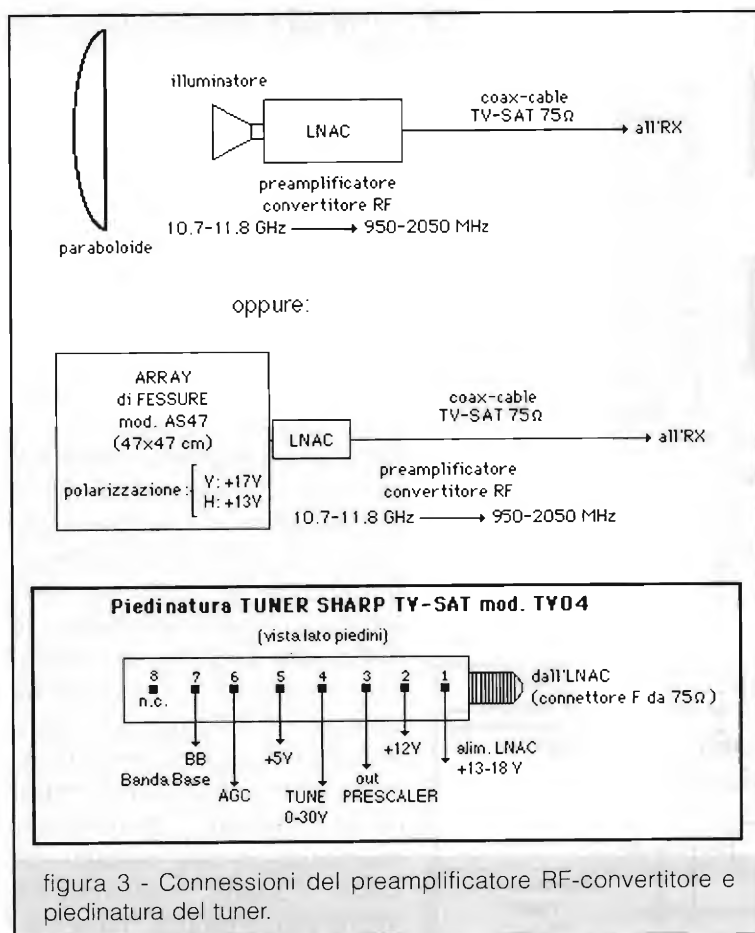 illuminatore
LNAC
coax-cable
TV-SAT 75Ω
all'RX
preamplificatore
convertitore RF
10.7-11.8 GHz 950-2050 MHz
paraboloide
oppure:
ARRAY
di FESSURE
mod. AS47
(47x47 cm)
polarizzazione: V: +17V
H: +13V
LNAC
coax-cable
TV-SAT 75Ω
all'RX
preamplificatore
convertitore RF
10.7-11.8 GHz 950-2050 MHz
Piedinatura TUNER SHARP TV-SAT mod. TV04
(vista lato piedini)
8 7 6 5 4 3 2 1
n.c.
dall'LNAC
(connettore F da 75Ω)
BB
Banda Base
AGC
+5V
TUNE
0-30V
out
PRESCALER
+12V
alim. LNAC
+13-18 V
figura 3 - Connessioni del preamplificatore RF-convertitore e
piedinatura del tuner.